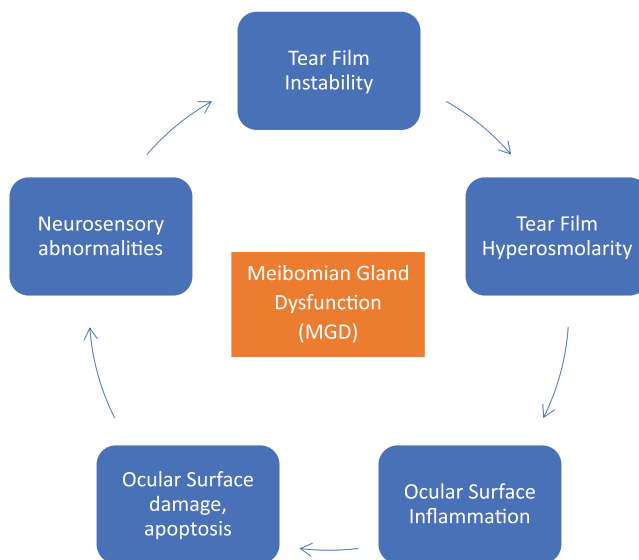 Tear Film
Instability
Tear Film
Hyperosmolarity
Ocular Surface
Inflammation
Ocular Surface
damage,
apoptosis
Neurosensory
abnormalities
Meibomian Gland
Dysfunction
(MGD)